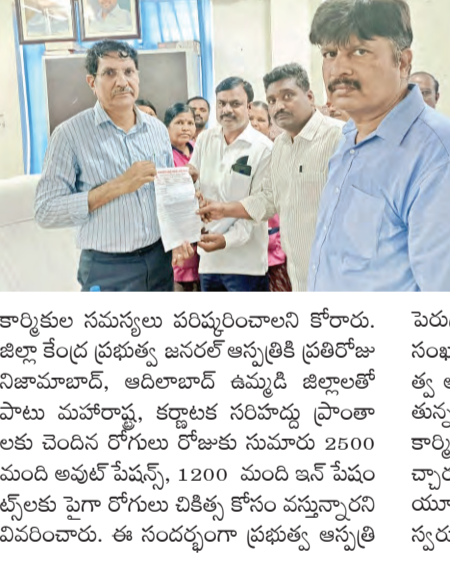 కార్మికుల సమస్యలు పరిష్కరించాలని కోరారు.
జిల్లా కేంద్ర ప్రభుత్వ జనరల్ ఆస్పత్రికి ప్రతిరోజు
నిజామాబాద్, ఆదిలాబాద్ ఉమ్మడి జిల్లాలతో
పాటు మహారాష్ట్ర, కర్ణాటక సరిహద్దు ప్రాంతా
లకు చెందిన రోగులు రోజుకు సుమారు 2500
మంది అవుట్ పేషన్స్, 1200 మంది ఇన్ పేషం
ట్స్‌లకు పైగా రోగులు చికిత్స కోసం వస్తున్నారని
వివరించారు. ఈ సందర్భంగా ప్రభుత్వ ఆస్పత్రి